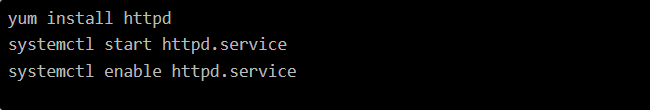 yum install httpd
systemctl start httpd.service
systemctl enable httpd.service